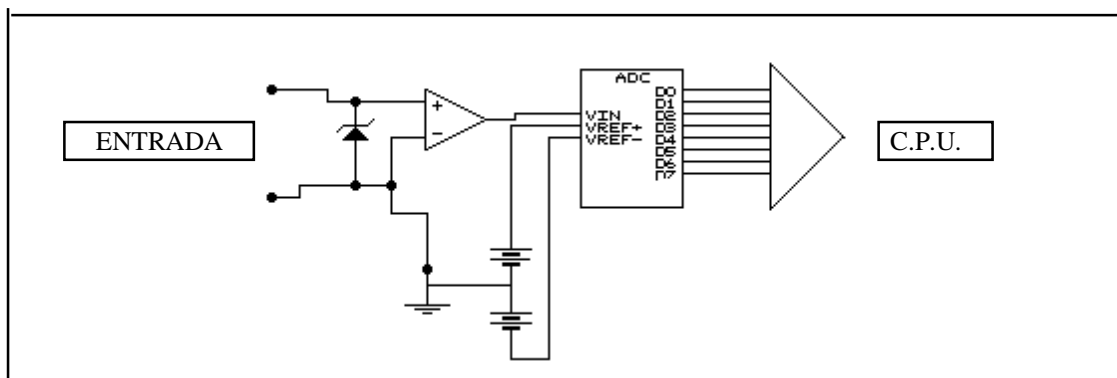 ENTRADA
+
−
ADC
VIN
VREF+
VREF−
D0
D1
D2
D3
D4
D5
D6
D7
C.P.U.